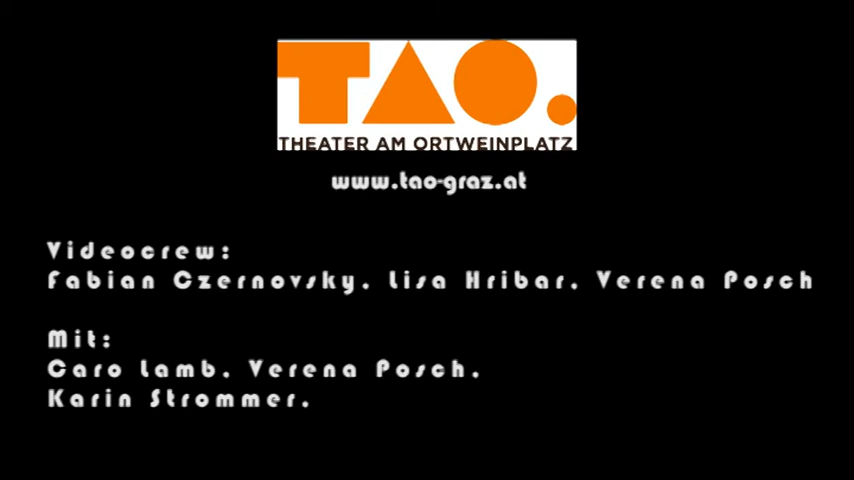 TAO.
THEATER AM ORTWEINPLATZ
www.tao-graz.at
Videocrew:
Fabian Czernovsky, Lisa Hribar, Verena Posch
Mit:
Caro Lamb, Verena Posch,
Karin Strommer,